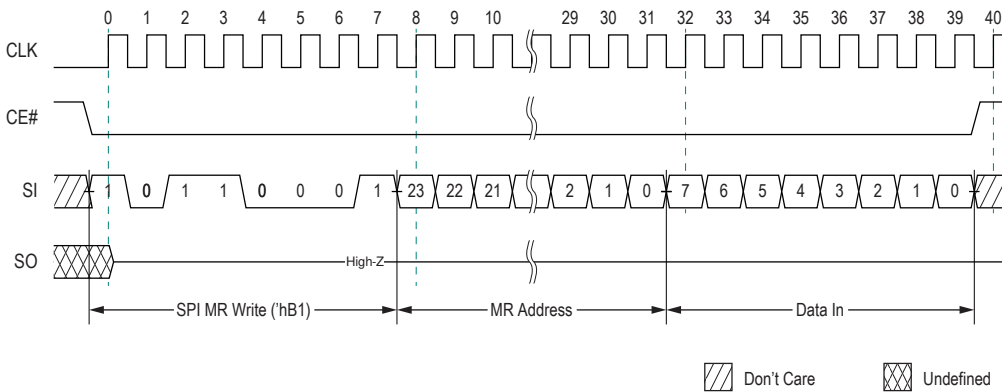 0 1 2 3 4 5 6 7 8 9 10 29 30 31 32 33 34 35 36 37 38 39 40
CLK
CE#
SI 1 0 1 1 0 0 0 1 23 22 21 2 1 0 7 6 5 4 3 2 1 0
SO High-Z
SPI MR Write ('hB1) MR Address Data In
Don't Care Undefined